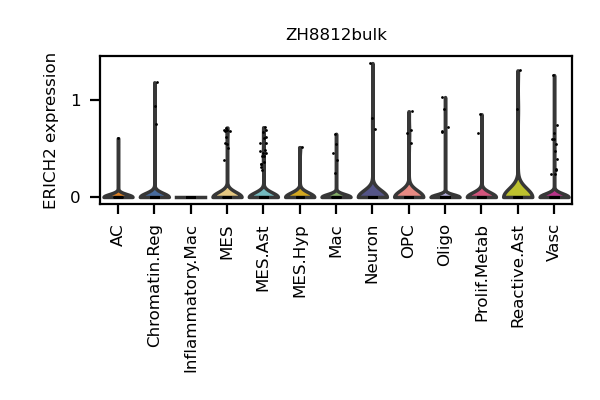 ZH8812bulk
ERICH2 expression
1
0
AC
Chromatin.Reg
Inflammatory.Mac
MES
MES.Ast
MES.Hyp
Mac
Neuron
OPC
Oligo
Prolif.Metab
Reactive.Ast
Vasc